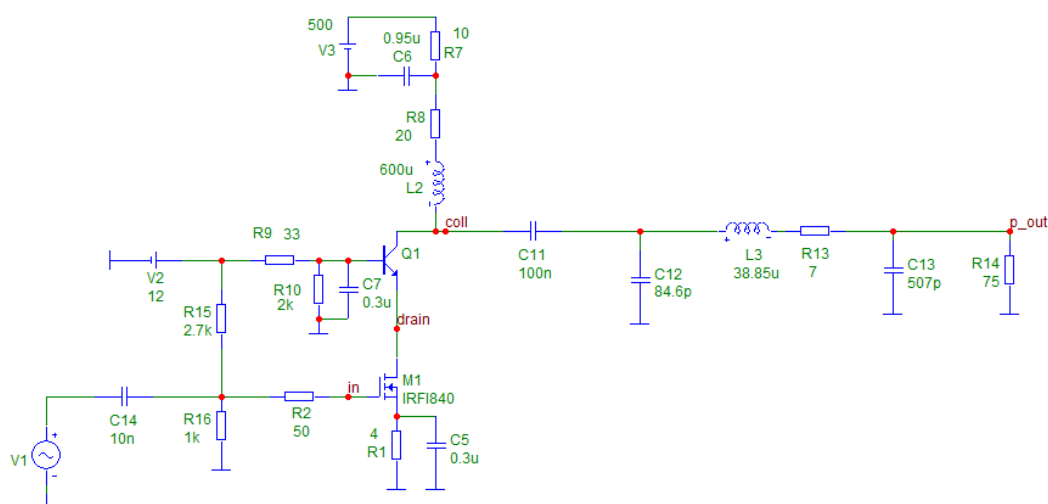 500
V3
0.95u
C6
10
R7
R8
20
600u
L2
coll
Q1
R9 33
V2
12
R10
2k
C7
0.3u
R15
2.7k
drain
C11
100n
C12
84.6p
L3
38.85u
R13
7
p_out
C13
507p
R14
75
in
M1
IRFI840
C14
10n
R16
1k
R2
50
4
R1
C5
0.3u
V1